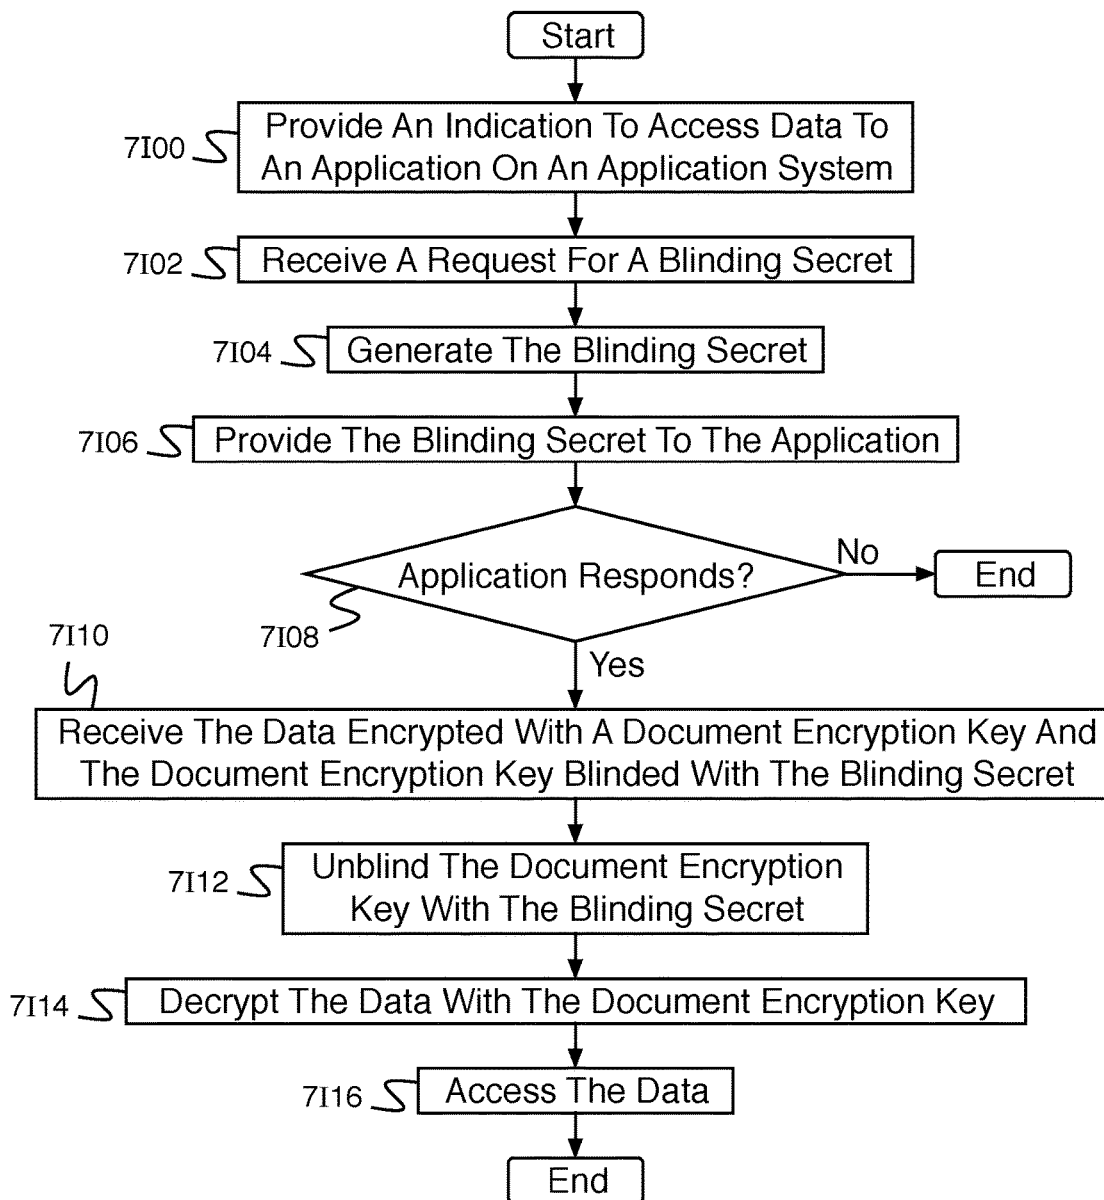 Start
7I00
Provide An Indication To Access Data To
An Application On An Application System
7I02
Receive A Request For A Blinding Secret
7I04
Generate The Blinding Secret
7I06
Provide The Blinding Secret To The Application
Application Responds?
No
End
7I08
Yes
7I10
Receive The Data Encrypted With A Document Encryption Key And
The Document Encryption Key Blinded With The Blinding Secret
7I12
Unblind The Document Encryption
Key With The Blinding Secret
7I14
Decrypt The Data With The Document Encryption Key
7I16
Access The Data
End